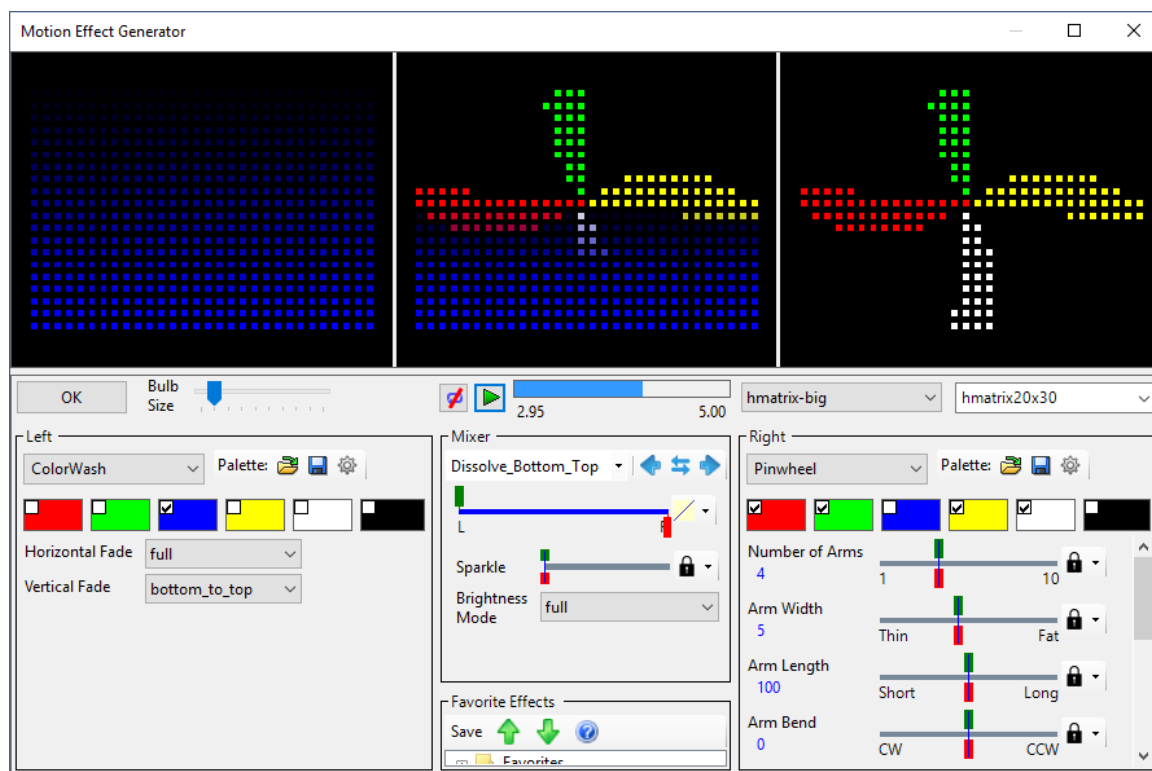 Motion Effect Generator
OK
Bulb
Size
2.95
5.00
hmatrix-big
hmatrix20x30
Left
ColorWash
Palette:
Horizontal Fade
full
Vertical Fade
bottom_to_top
Mixer
Dissolve_Bottom_Top
L
Sparkle
Brightness
Mode
full
Favorite Effects
Save
Favorites
Right
Pinwheel
Palette:
Number of Arms
4
1
10
Arm Width
5
Thin
Fat
Arm Length
100
Short
Long
Arm Bend
0
CW
CCW